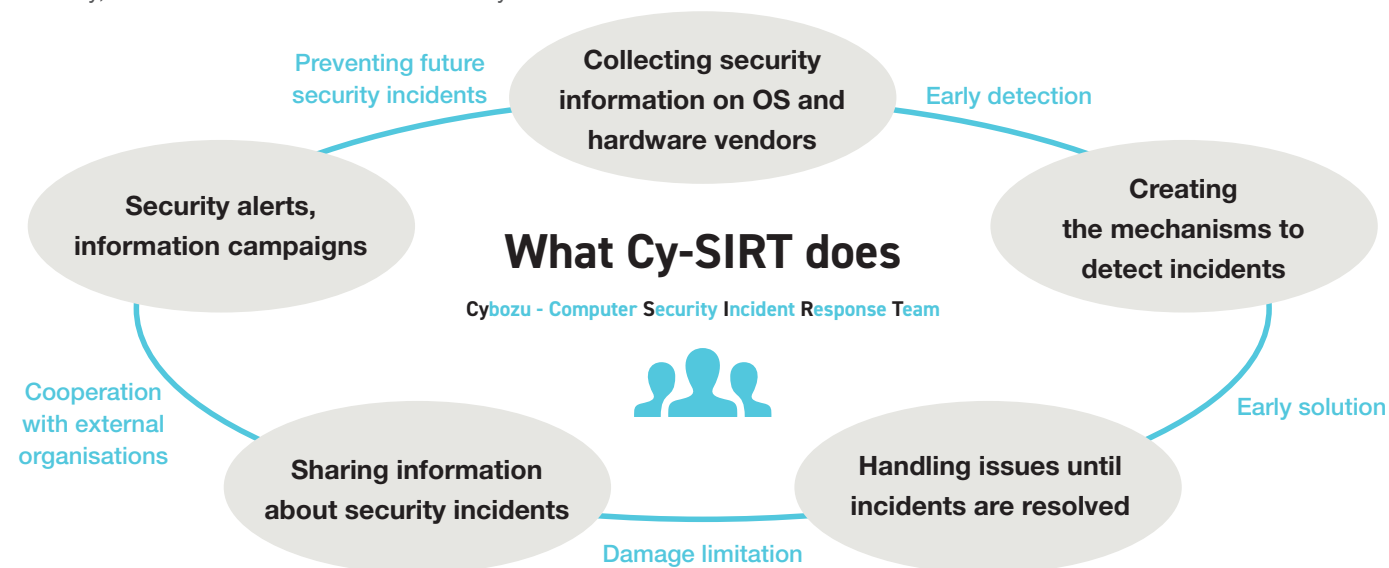 Collecting security
information on OS and
hardware vendors
Preventing future
security incidents
Early detection
Security alerts,
information campaigns
Creating
the mechanisms to
detect incidents
What Cy-SIRT does
Cybozu - Computer Security Incident Response Team
Cooperation
with external
organisations
Early solution
Sharing information
about security incidents
Handling issues until
incidents are resolved
Damage limitation